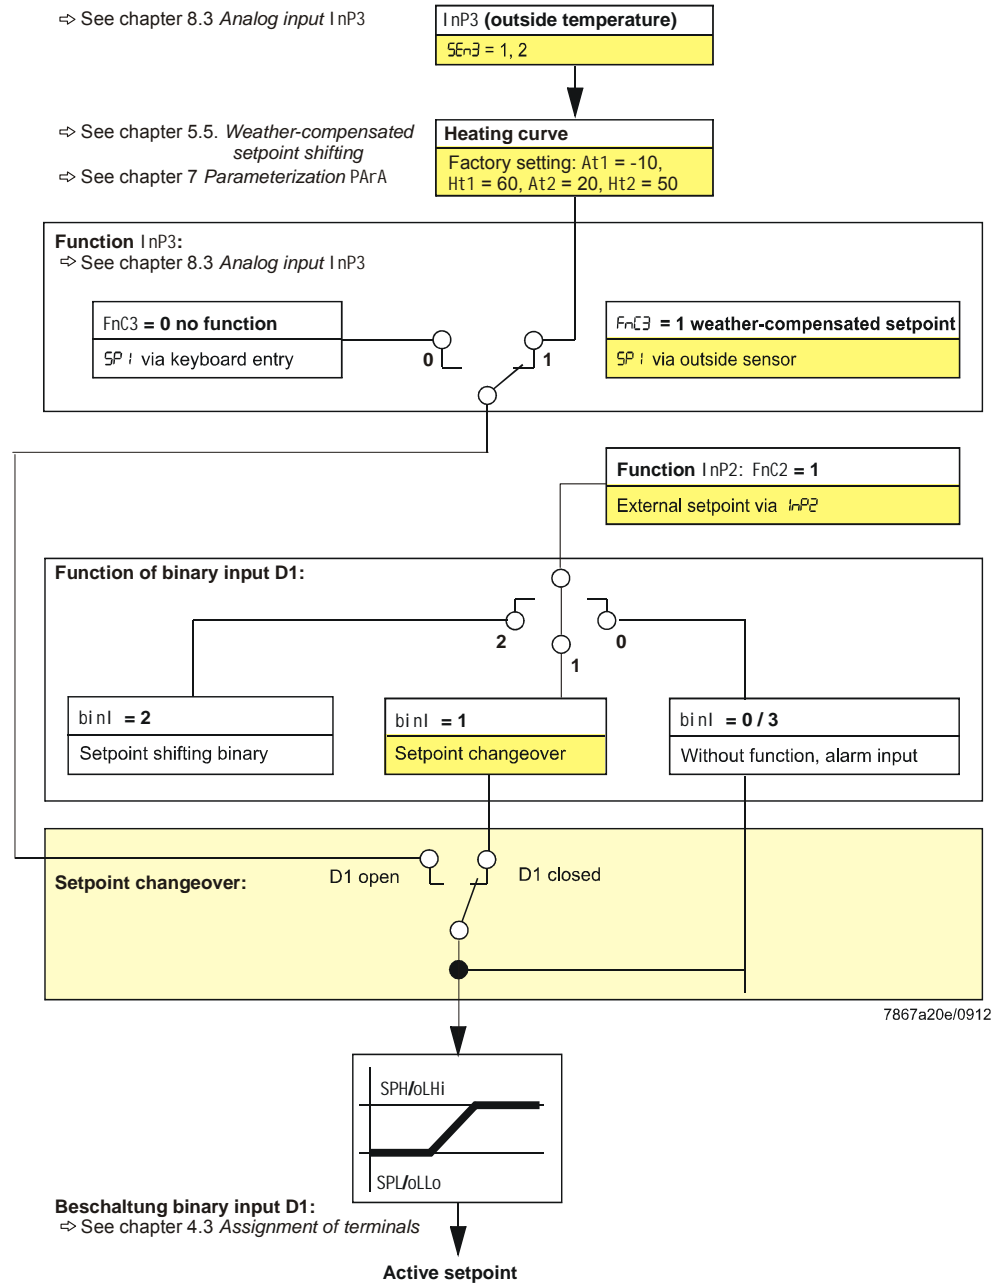 ⇨ See chapter 8.3 Analog input InP3
InP3 (outside temperature)
SEn3 = 1, 2
⇨ See chapter 5.5. Weather-compensated
setpoint shifting
⇨ See chapter 7 Parameterization PArA
Heating curve
Factory setting: At1 = -10,
Ht1 = 60, At2 = 20, Ht2 = 50
Function InP3:
⇨ See chapter 8.3 Analog input InP3
FnC3 = 0 no function
SP1 via keyboard entry
0
1
FnC3 = 1 weather-compensated setpoint
SP1 via outside sensor
Function InP2: FnC2 = 1
External setpoint via InP2
Function of binary input D1:
2
1
0
binI = 2
Setpoint shifting binary
binI = 1
Setpoint changeover
binI = 0 / 3
Without function, alarm input
Setpoint changeover:
D1 open
D1 closed
7867a20e/0912
SPH/oLHi
SPL/oLLo
Beschaltung binary input D1:
⇨ See chapter 4.3 Assignment of terminals
Active setpoint